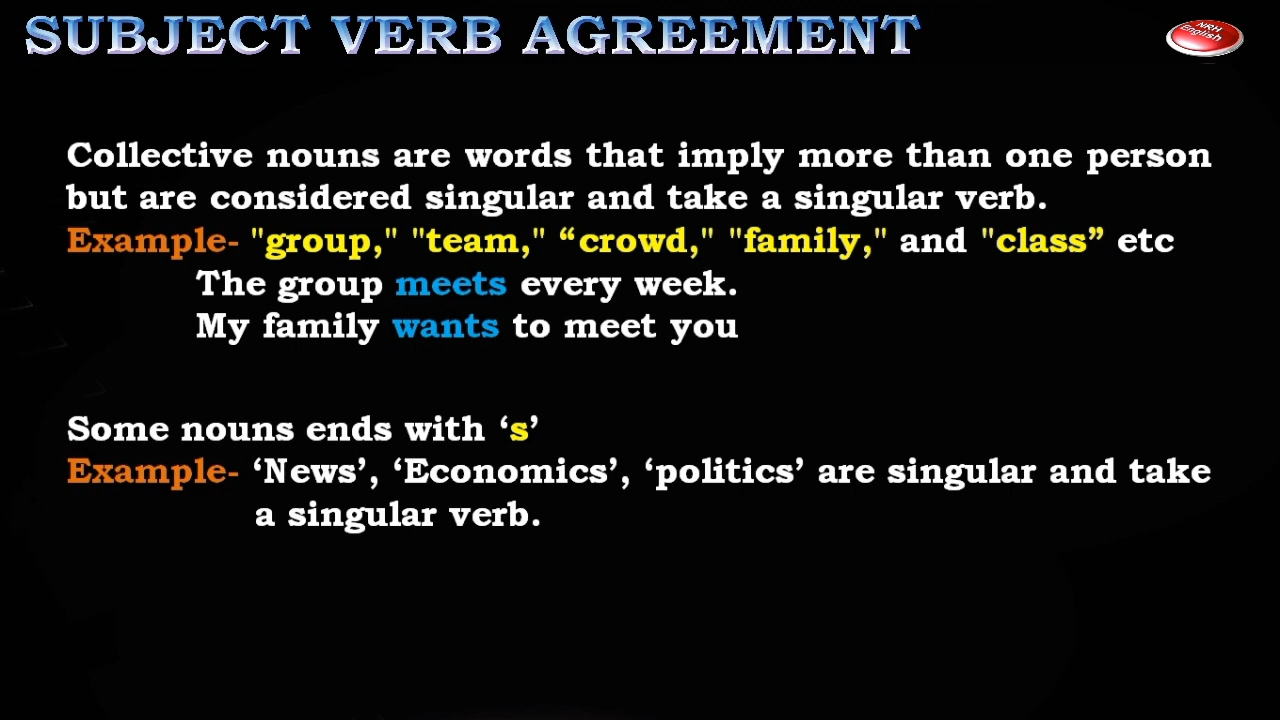 SUBJECT VERB AGREEMENT
NRH
English
Collective nouns are words that imply more than one person
but are considered singular and take a singular verb.
Example- "group," "team," “crowd," "family," and "class” etc
The group meets every week.
My family wants to meet you
Some nouns ends with ‘s’
Example- ‘News’, ‘Economics’, ‘politics’ are singular and take
a singular verb.